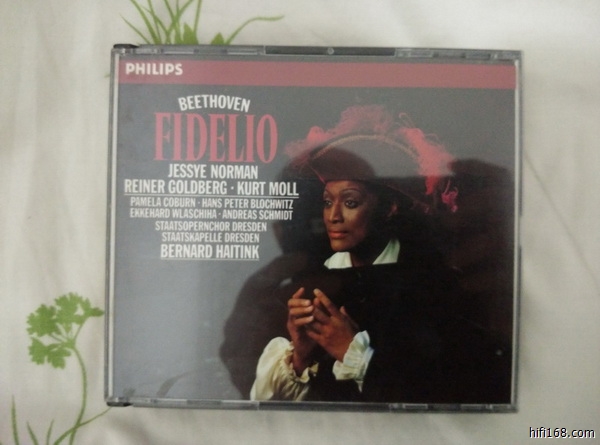 PHILIPS
BEETHOVEN
FIDELIO
JESSYE NORMAN
REINER GOLDBERG · KURT MOLL
PAMELA COBURN · HANS PETER BLOCHWITZ
EKKEHARD WLASCHIHA · ANDREAS SCHMIDT
STAATSOPERNCHOR DRESDEN
STAATSKAPELLE DRESDEN
BERNARD HAITINK
hifi168.com